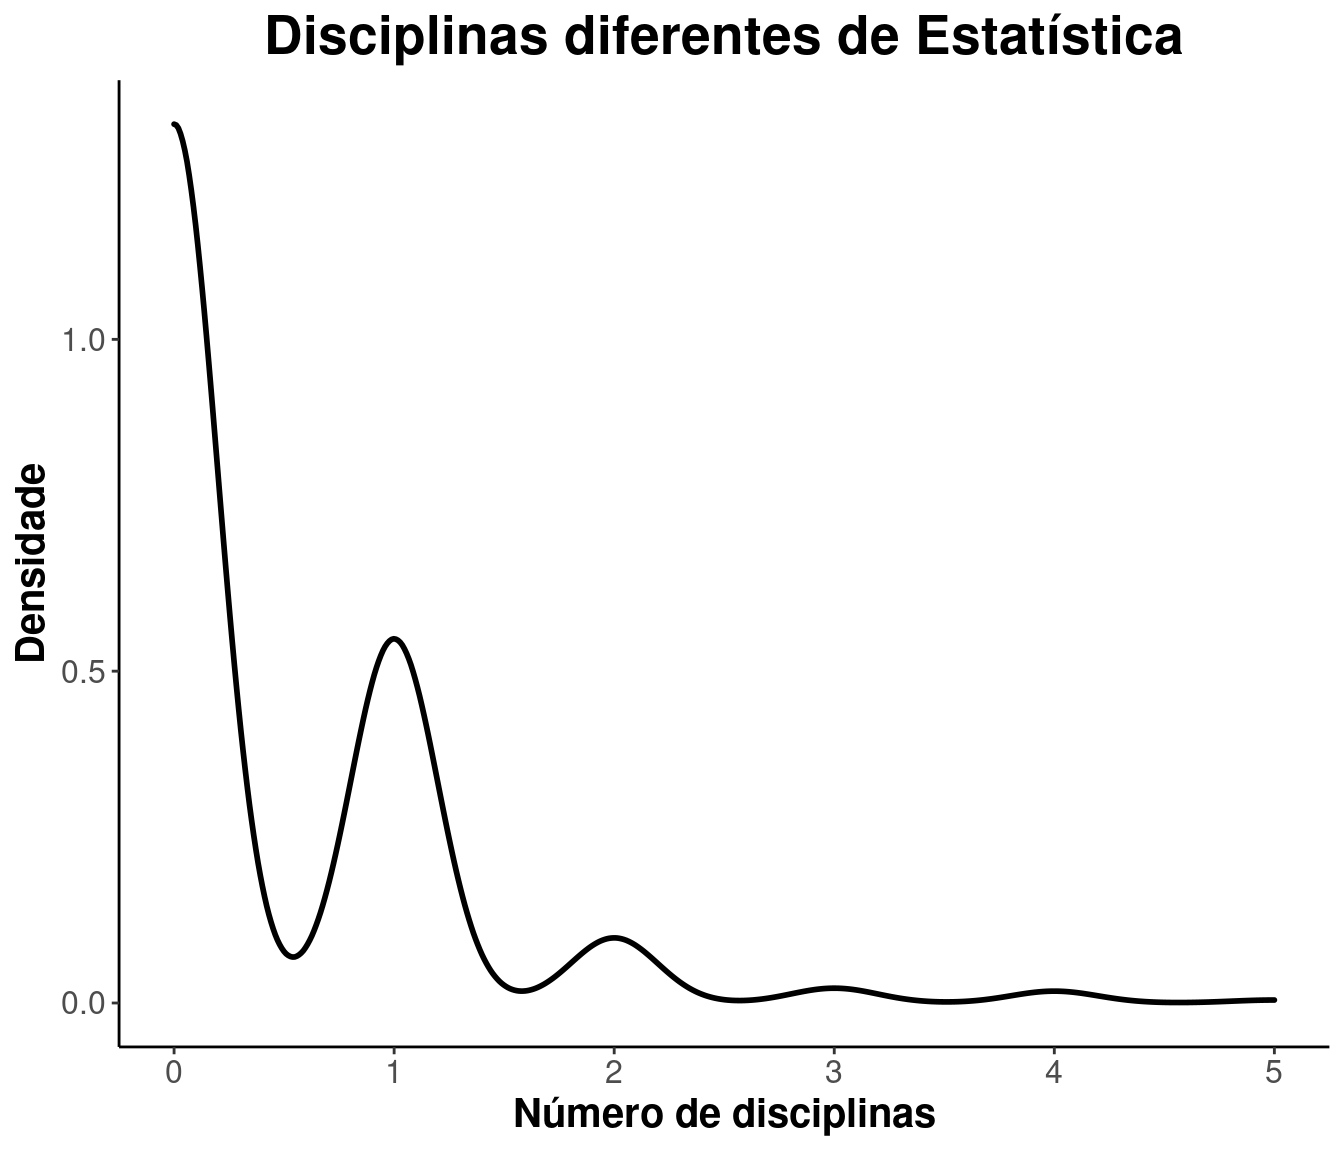 Disciplinas diferentes de Estatística
Densidade
1.0
0.5
0.0
0 1 2 3 4 5
Número de disciplinas